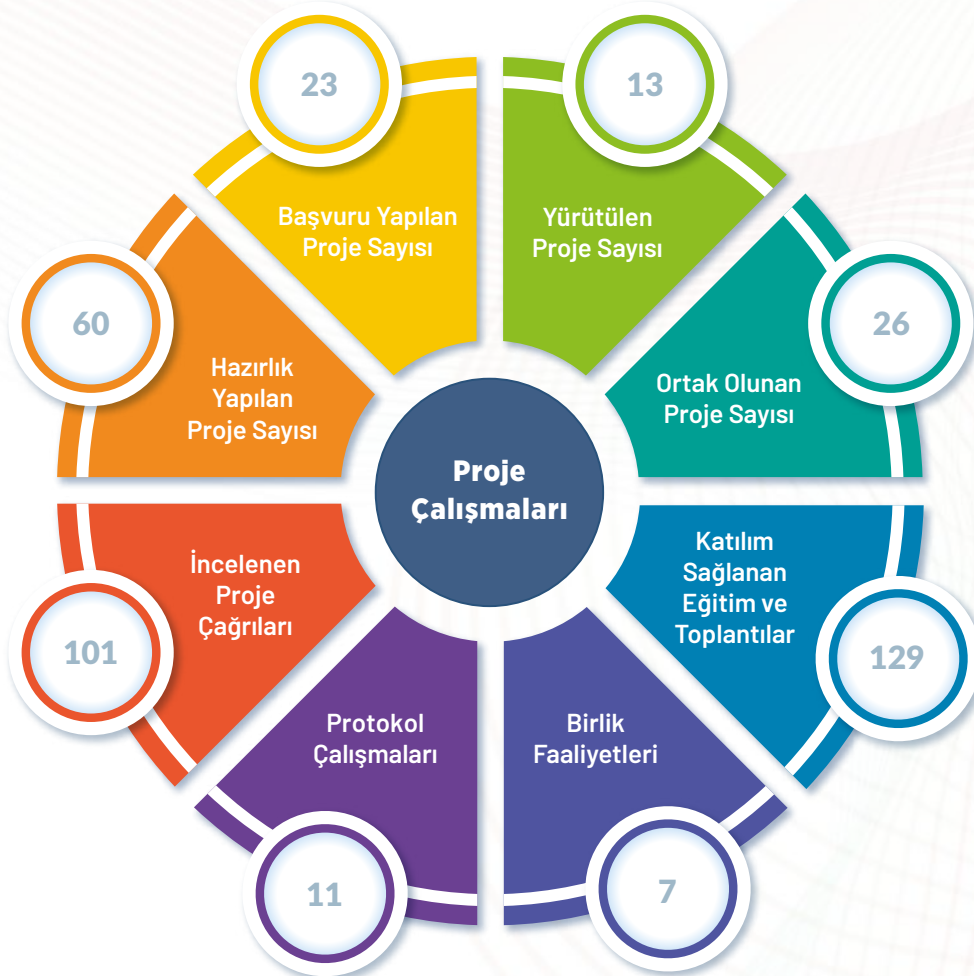 23
Başvuru Yapılan
Proje Sayısı
13
Yürütülen
Proje Sayısı
26
Ortak Olunan
Proje Sayısı
129
Katılım
Sağlanan
Eğitim ve
Toplantılar
7
Birlik
Faaliyetleri
11
Protokol
Çalışmaları
101
İncelenen
Proje
Çağrıları
60
Hazırlık
Yapılan
Proje Sayısı
Proje
Çalışmaları